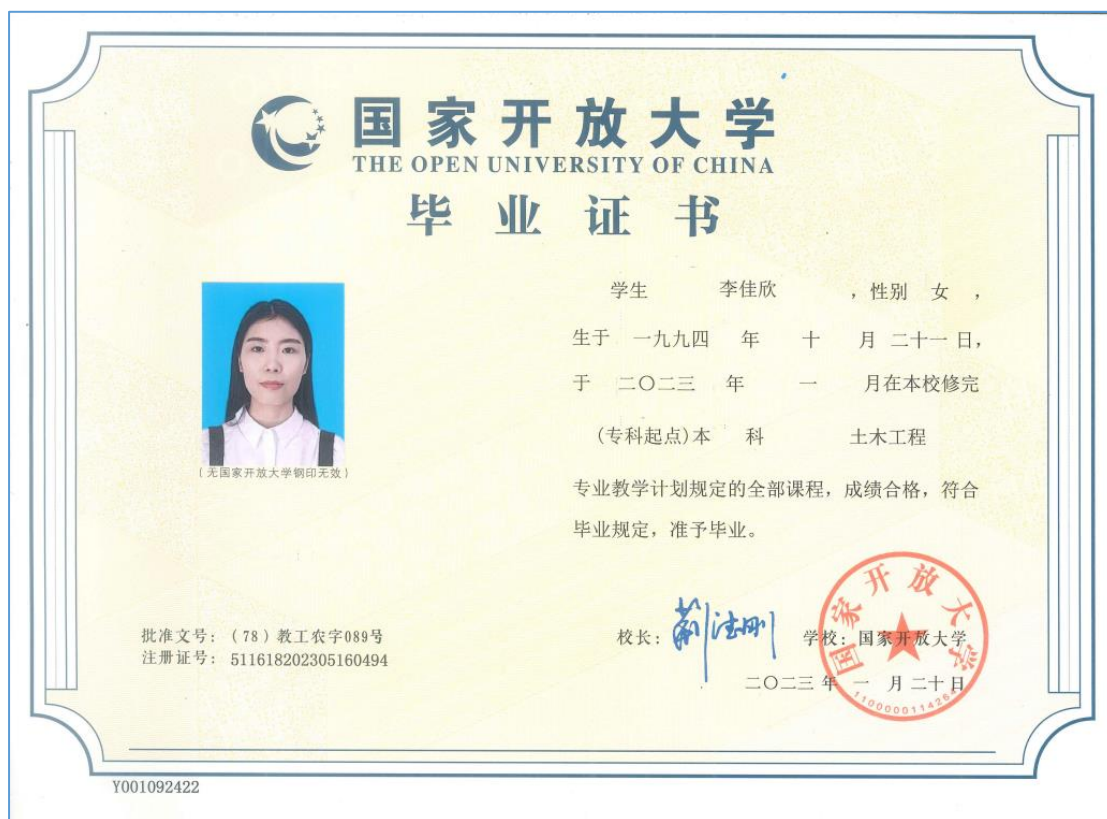 国家开放大学
THE OPEN UNIVERSITY OF CHINA
毕业证书
学生 李佳欣 ，性别 女 ，
生于 一九九四 年 十 月 二十一 日，
于 二〇二三 年 一 月在本校修完
(专科起点)本 科 土木工程
专业教学计划规定的全部课程，成绩合格，符合
毕业规定，准予毕业。
(无国家开放大学钢印无效)
批准文号：(78)教工农字089号
注册证号：511618202305160494
校长：荆德刚 学校：国家开放大学
二〇二三 年 一 月 二十 日
国家开放大学
Y001092422